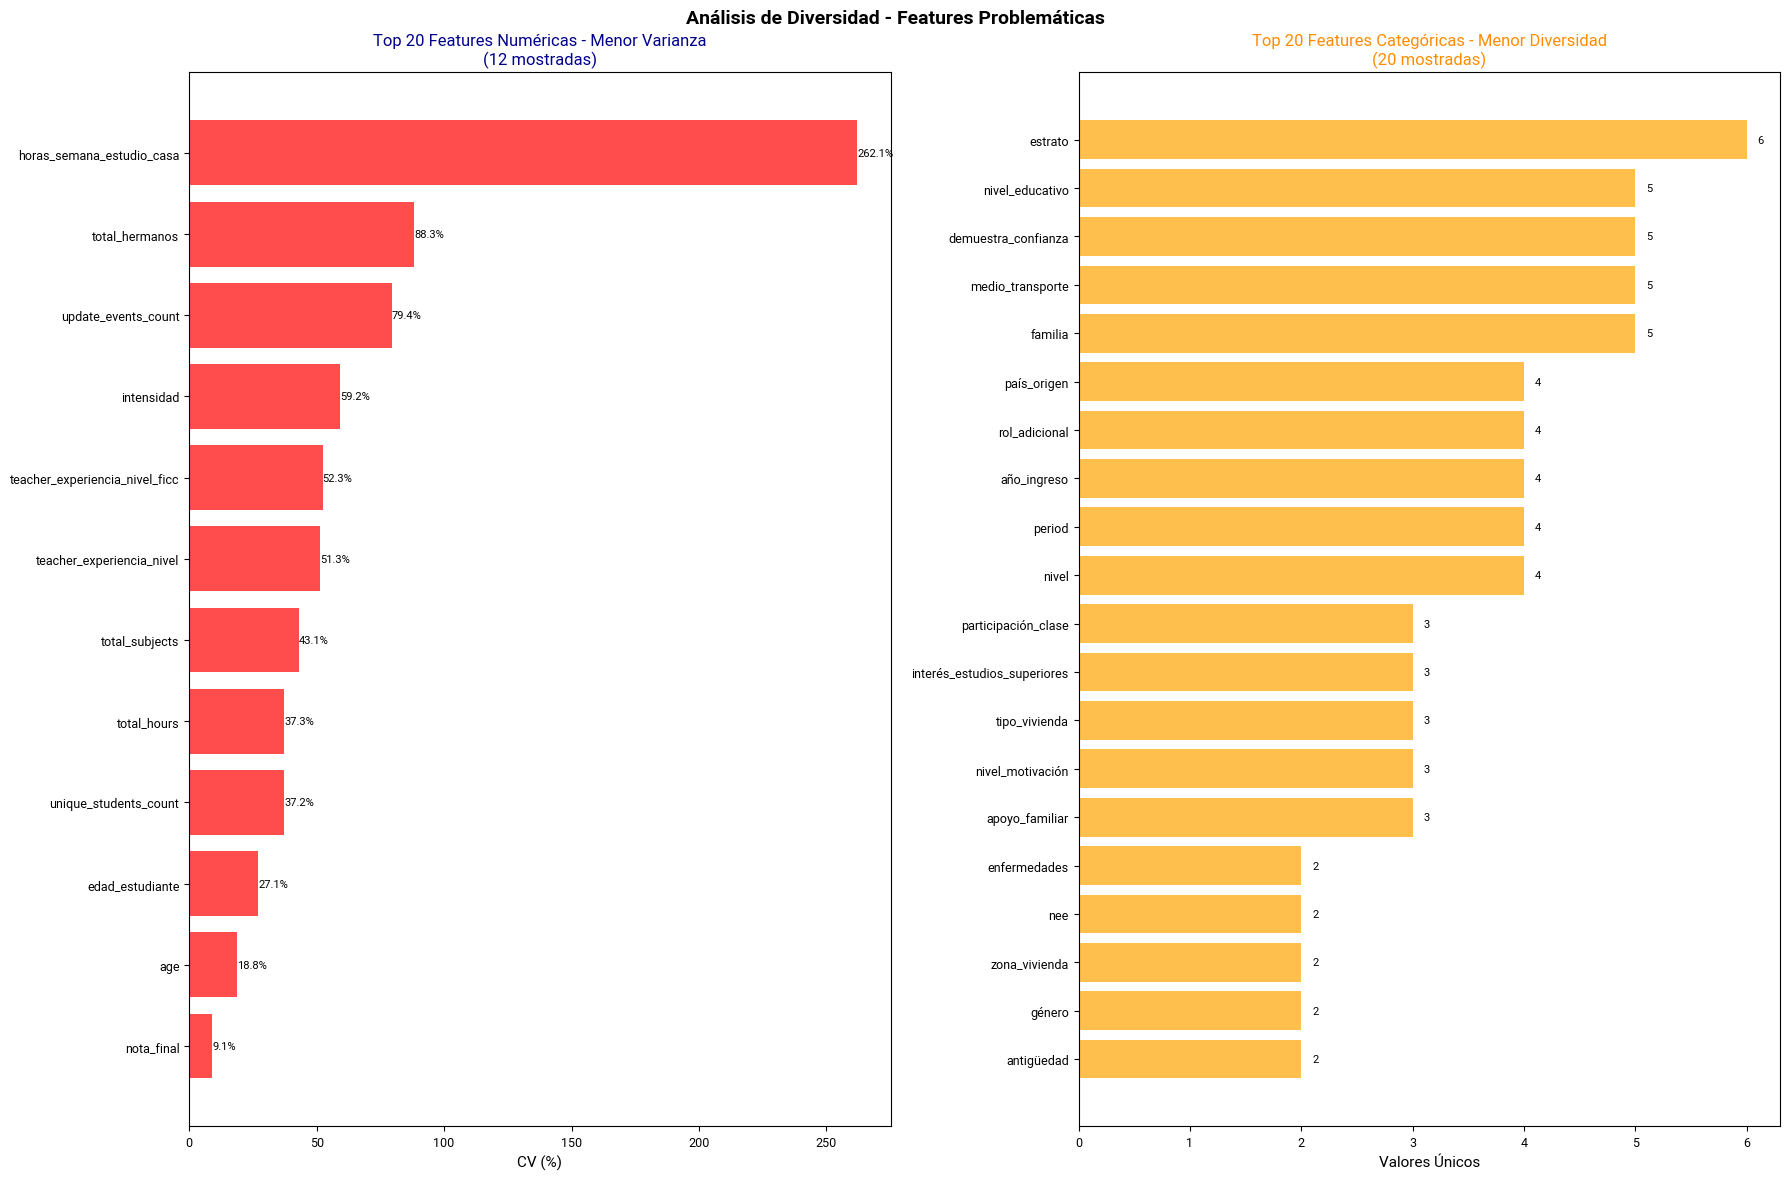 Análisis de Diversidad - Features Problemáticas
Top 20 Features Numéricas - Menor Varianza
(12 mostradas)
horas_semana_estudio_casa
262.1%
total_hermanos
88.3%
update_events_count
79.4%
intensidad
59.2%
teacher_experiencia_nivel_ficc
52.3%
teacher_experiencia_nivel
51.3%
total_subjects
43.1%
total_hours
37.3%
unique_students_count
37.2%
edad_estudiante
27.1%
age
18.8%
nota_final
9.1%
0 50 100 150 200 250
CV (%)
Top 20 Features Categóricas - Menor Diversidad
(20 mostradas)
estrato
6
nivel_educativo
5
demuestra_confianza
5
medio_transporte
5
familia
5
país_origen
4
rol_adicional
4
año_ingreso
4
period
4
nivel
4
participación_clase
3
interés_estudios_superiores
3
tipo_vivienda
3
nivel_motivación
3
apoyo_familiar
3
enfermedades
2
nee
2
zona_vivienda
2
género
2
antigüedad
2
0 1 2 3 4 5 6
Valores Únicos